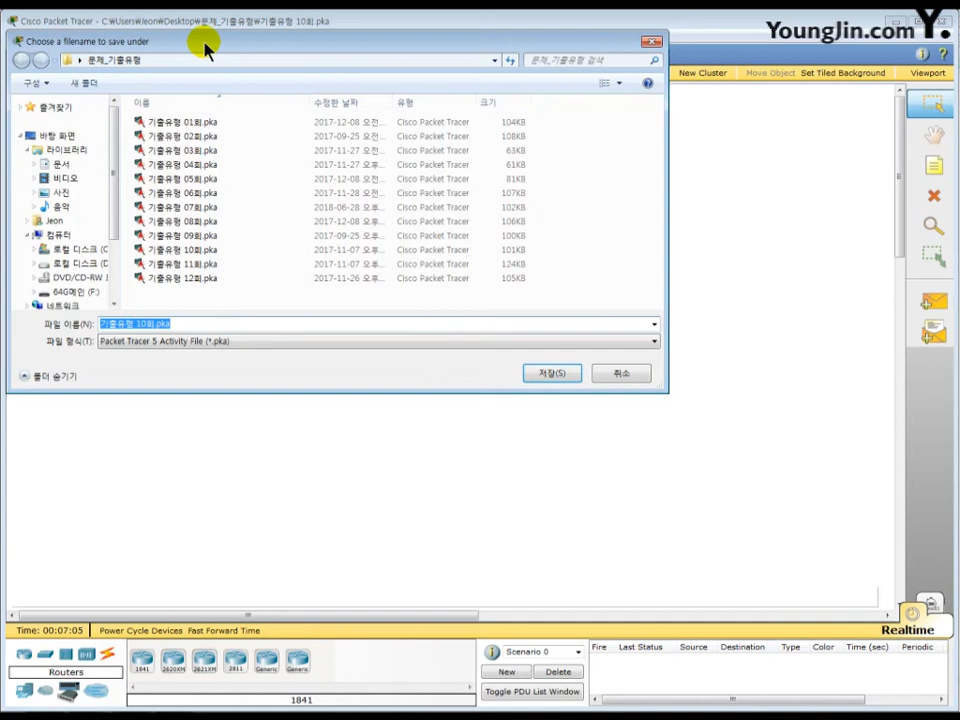 Cisco Packet Tracer - C:₩Users₩Jeon₩Desktop₩문제_기출유형₩기출유형 10회.pka
YoungJin.com Y.
Choose a filename to save under
문제_기출유형
문제_기출유형 검색
구성
새 폴더
New Cluster
Move Object
Set Tiled Background
Viewport
이름
수정한 날짜
유형
크기
즐겨찾기
바탕 화면
라이브러리
문서
비디오
사진
음악
Jeon
컴퓨터
로컬 디스크 (C
로컬 디스크 (
DVD/CD-RW
64G메인 (F:)
네트워크
기출유형 01회.pka 2017-12-08 오전... Cisco Packet Tracer 104KB
기출유형 02회.pka 2017-09-25 오전... Cisco Packet Tracer 108KB
기출유형 03회.pka 2017-11-27 오전... Cisco Packet Tracer 63KB
기출유형 04회.pka 2017-11-27 오후... Cisco Packet Tracer 61KB
기출유형 05회.pka 2017-11-28 오전... Cisco Packet Tracer 81KB
기출유형 06회.pka 2017-11-28 오전... Cisco Packet Tracer 107KB
기출유형 07회.pka 2018-06-28 오후... Cisco Packet Tracer 102KB
기출유형 08회.pka 2017-12-08 오후... Cisco Packet Tracer 106KB
기출유형 09회.pka 2017-09-25 오후... Cisco Packet Tracer 100KB
기출유형 10회.pka 2017-11-07 오후... Cisco Packet Tracer 101KB
기출유형 11회.pka 2017-11-07 오후... Cisco Packet Tracer 124KB
기출유형 12회.pka 2017-11-26 오후... Cisco Packet Tracer 105KB
파일 이름(N): 기출유형 10회.pka
파일 형식(T): Packet Tracer 5 Activity File (*.pka)
폴더 숨기기
저장(S)
취소
Time: 00:07:05
Power Cycle Devices Fast Forward Time
Realtime
Routers
1841
2620XM
2621XM
2811
Generic
Generic
1841
Scenario 0
New
Delete
Toggle PDU List Window
Fire
Last Status
Source
Destination
Type
Color
Time (sec)
Periodic